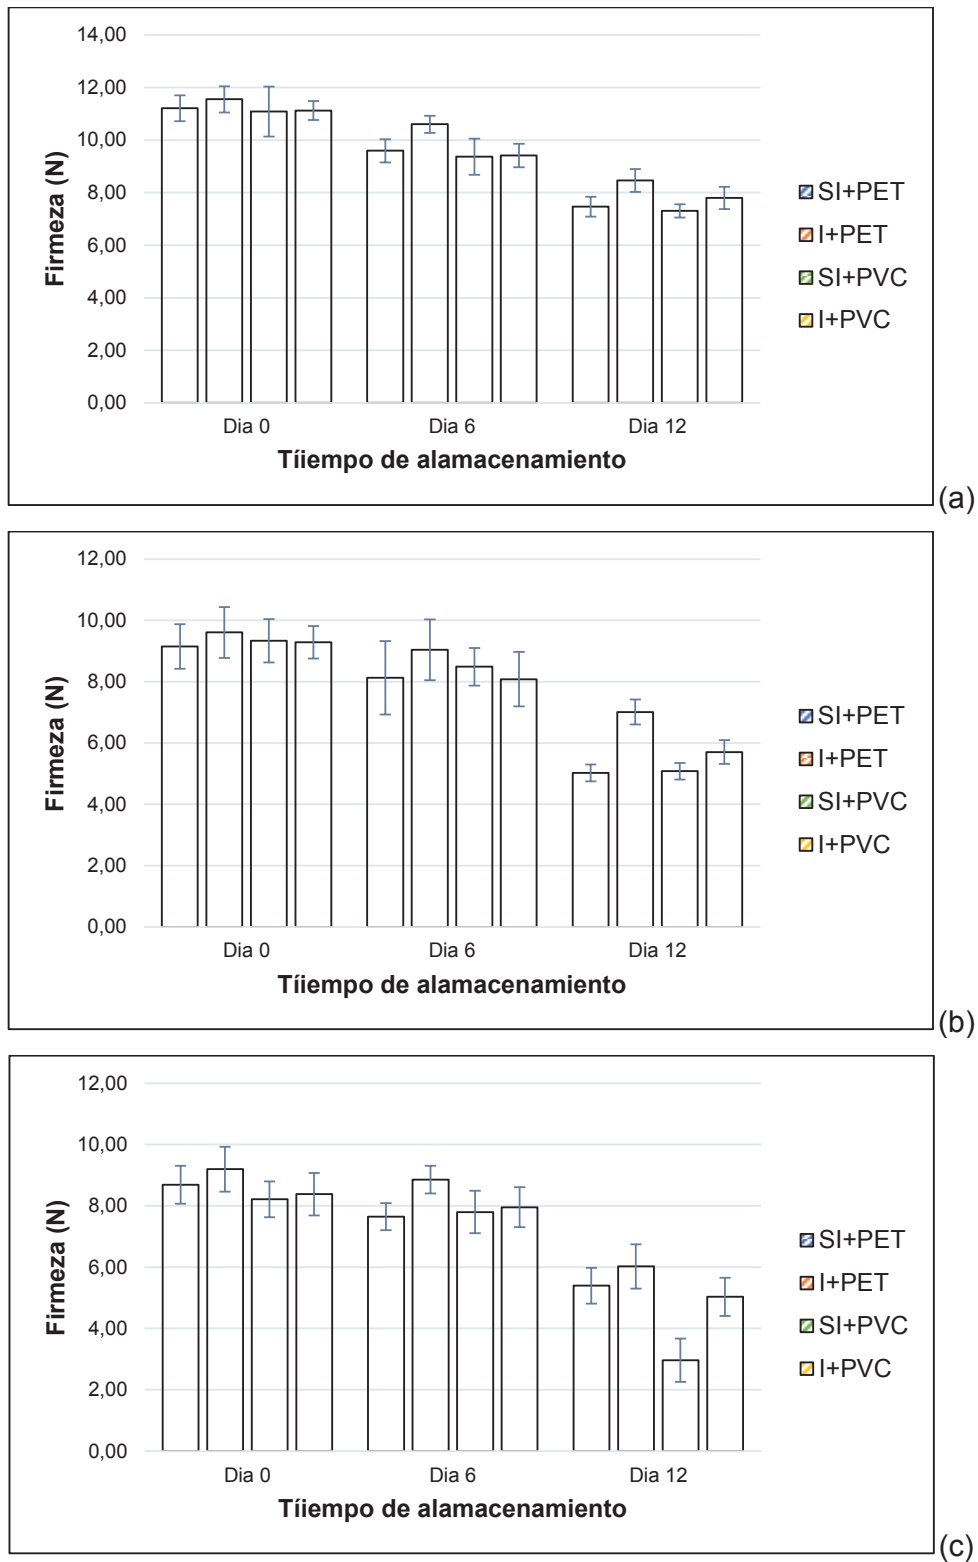 14,00
12,00
10,00
8,00
6,00
4,00
2,00
0,00
Firmeza (N)
Dia 0 Dia 6 Dia 12
Tíiempo de alamacenamiento
SI+PET
I+PET
SI+PVC
I+PVC
(a)
12,00
10,00
8,00
6,00
4,00
2,00
0,00
Firmeza (N)
Dia 0 Dia 6 Dia 12
Tíiempo de alamacenamiento
SI+PET
I+PET
SI+PVC
I+PVC
(b)
12,00
10,00
8,00
6,00
4,00
2,00
0,00
Firmeza (N)
Dia 0 Dia 6 Dia 12
Tíiempo de alamacenamiento
SI+PET
I+PET
SI+PVC
I+PVC
(c)